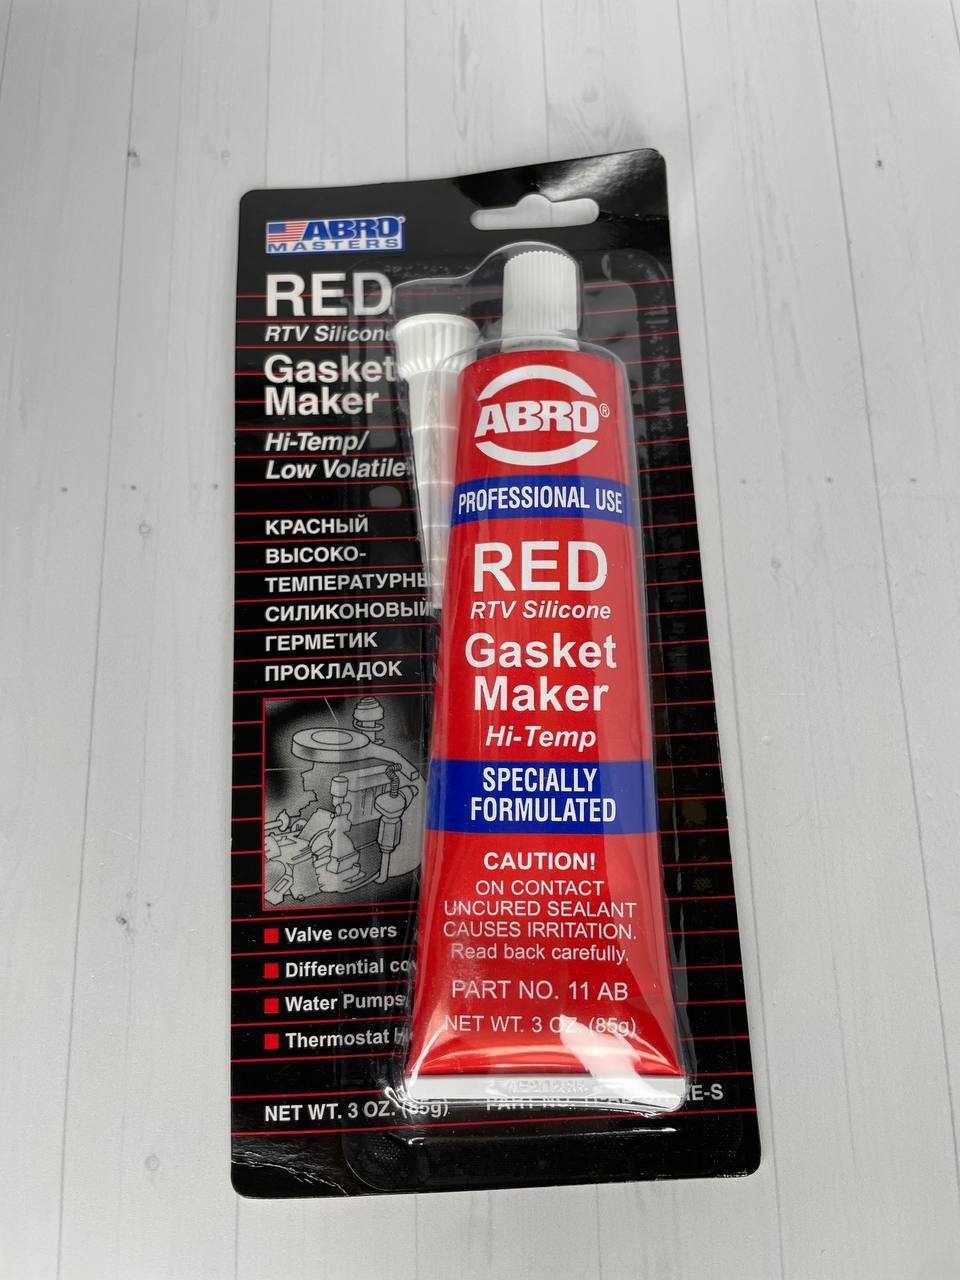 ABRO
MASTERS
RED
RTV Silicone
Gasket
Maker
Hi-Temp/
Low Volatile
КРАСНЫЙ
ВЫСОКО-
ТЕМПЕРАТУРНЫ
СИЛИКОНОВЫЙ
ГЕРМЕТИК
ПРОКЛАДОК
Valve covers
Differential
Water Pumps
Thermostat
NET WT. 3 OZ. (85g)
PART NO.
ABRO®
PROFESSIONAL USE
RED
RTV Silicone
Gasket
Maker
Hi-Temp
SPECIALLY
FORMULATED
CAUTION!
ON CONTACT
UNCURED SEALANT
CAUSES IRRITATION.
Read back carefully.
PART NO. 11 AB
NET WT. 3 OZ. (85g)